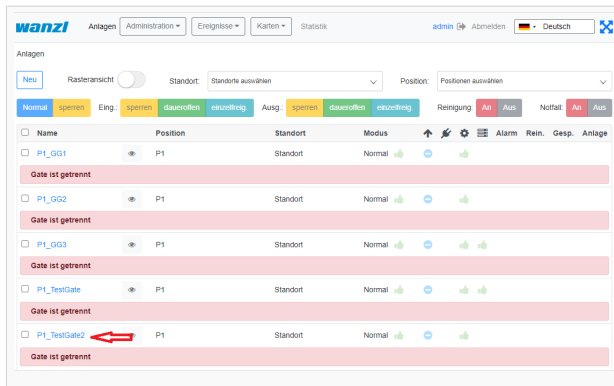 wanzl Anlagen Administration Ereignisse Karten Statistik admin Abmelden Deutsch
Anlagen
Neu Rasteransicht Standort: Standorte auswählen Position: Positionen auswählen
Normal sperren Eing.: sperren daueroffen einzelfreig. Ausg.: sperren daueroffen einzelfreig. Reinigung: An Aus Notfall: An Aus
Name Position Standort Modus Alarm Rein. Gesp. Anlage
P1_GG1 P1 Standort Normal
Gate ist getrennt
P1_GG2 P1 Standort Normal
Gate ist getrennt
P1_GG3 P1 Standort Normal
Gate ist getrennt
P1_TestGate P1 Standort Normal
Gate ist getrennt
P1_TestGate2 P1 Standort Normal
Gate ist getrennt